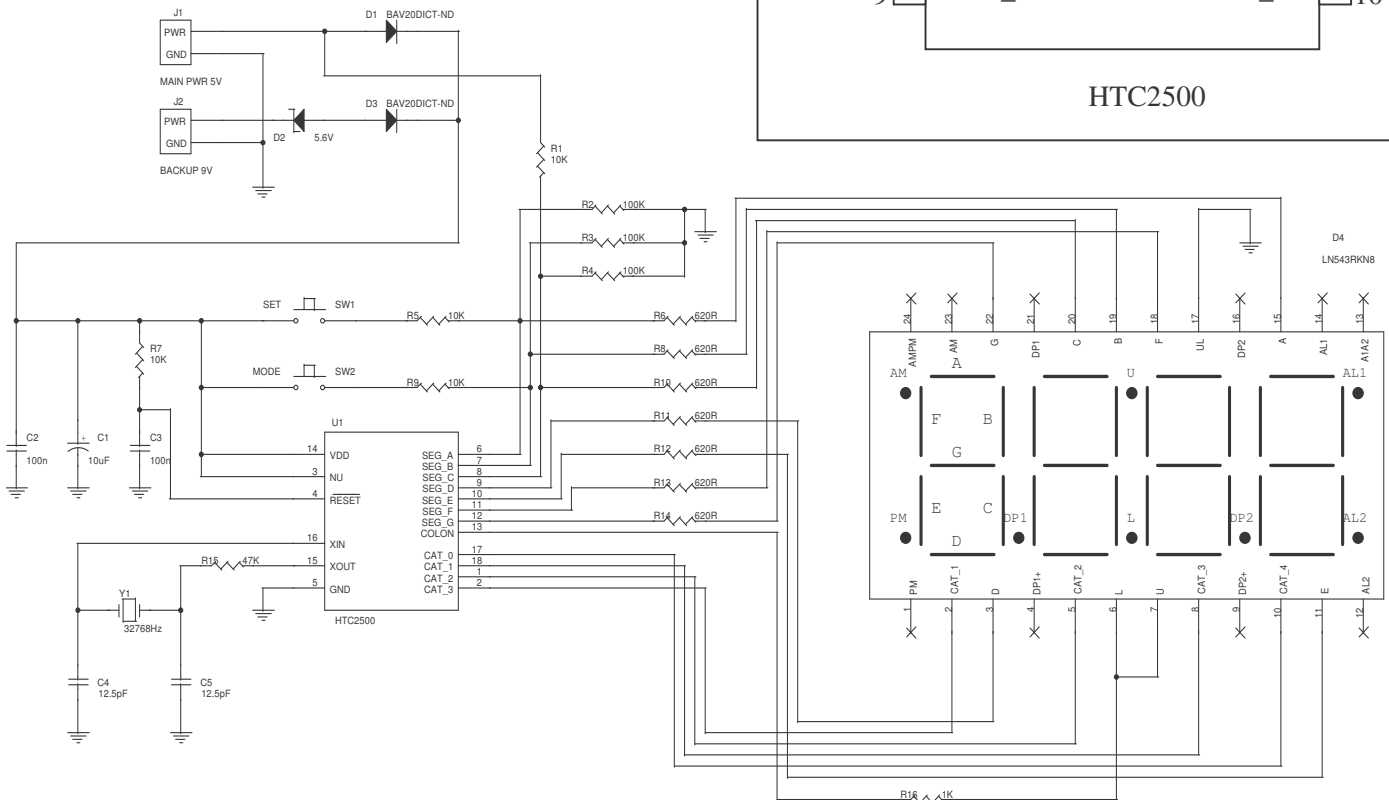 J1
PWR
GND
MAIN PWR 5V
D1 BAV20DICT-ND
J2
PWR
GND
BACKUP 9V
D2 5.6V
D3 BAV20DICT-ND
HTC2500
R1
10K
R2 100K
R3 100K
R4 100K
SET SW1
R5 10K
MODE SW2
R9 10K
R7
10K
C2
100n
+
C1
10uF
C3
100n
R6 620R
R8 620R
R10 620R
R11 620R
R12 620R
R13 620R
R14 620R
U1
14 VDD
3 NU
4 RESET
16 XIN
15 XOUT
5 GND
SEG_A 6
SEG_B 7
SEG_C 8
SEG_D 9
SEG_E 10
SEG_F 11
SEG_G 12
COLON 13
CAT_0 17
CAT_1 18
CAT_2 1
CAT_3 2
HTC2500
R15 47K
Y1
32768Hz
C4
12.5pF
C5
12.5pF
D4
LN543RKN8
24 23 22 21 20 19 18 17 16 15 14 13
AMPM AM G DP1 C B F UL DP2 A AL1 A1A2
AM A U AL1
F B
G
E C
PM D DP1 L DP2 AL2
PM CAT_1 D DP1+ CAT_2 L U CAT_3 DP2+ CAT_4 E AL2
1 2 3 4 5 6 7 8 9 10 11 12
R16 1K